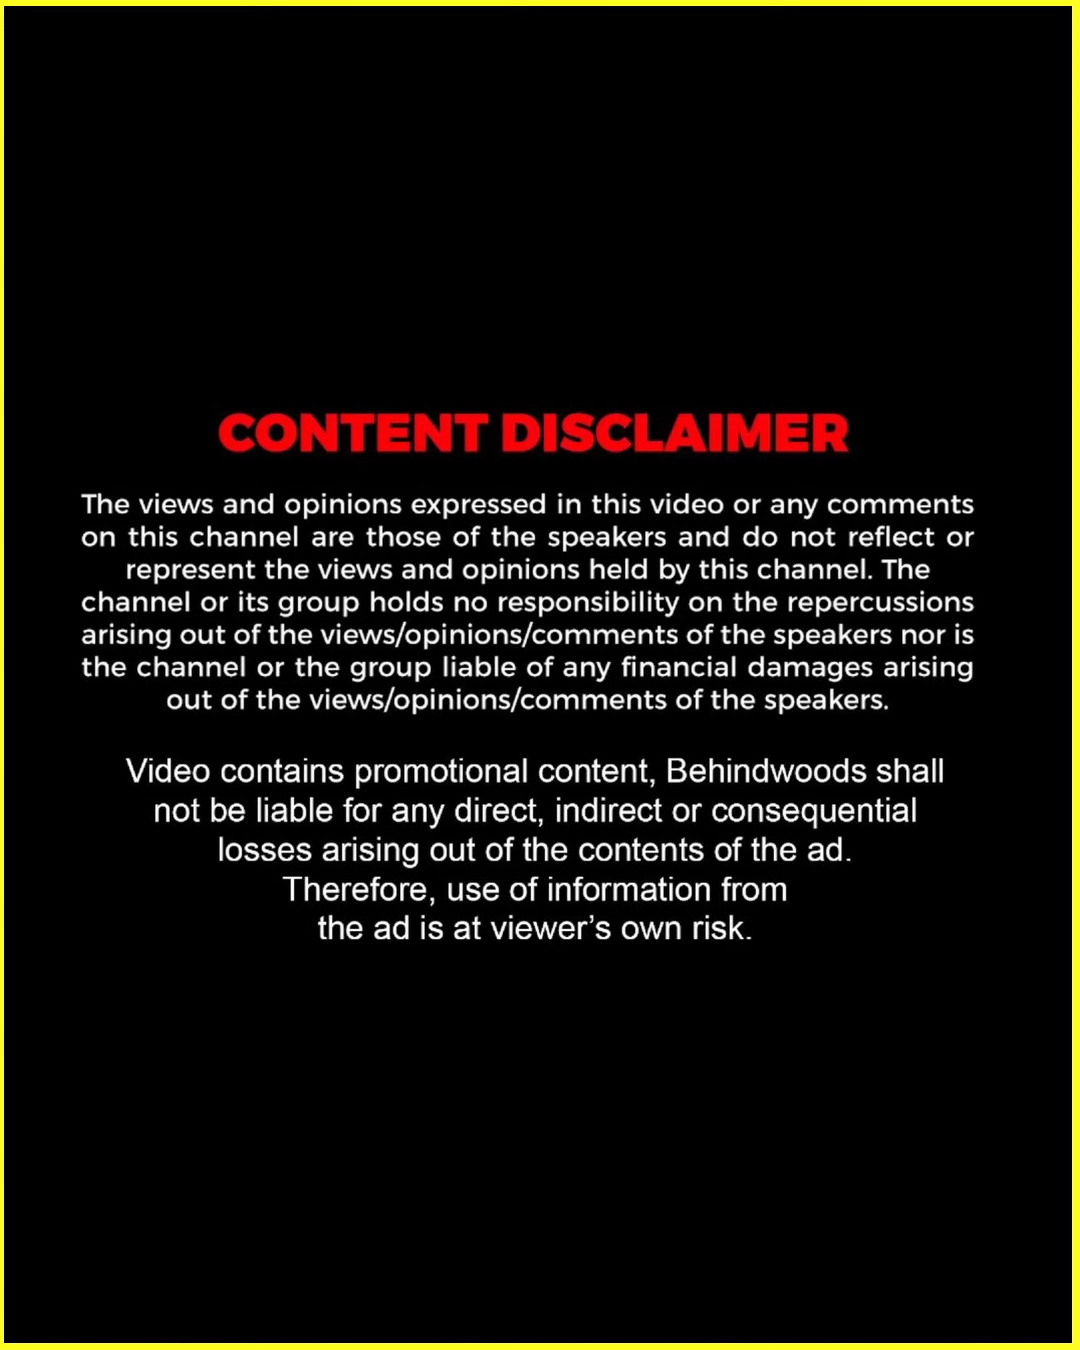 CONTENT DISCLAIMER
The views and opinions expressed in this video or any comments
on this channel are those of the speakers and do not reflect or
represent the views and opinions held by this channel. The
channel or its group holds no responsibility on the repercussions
arising out of the views/opinions/comments of the speakers nor is
the channel or the group liable of any financial damages arising
out of the views/opinions/comments of the speakers.
Video contains promotional content, Behindwoods shall
not be liable for any direct, indirect or consequential
losses arising out of the contents of the ad.
Therefore, use of information from
the ad is at viewer’s own risk.